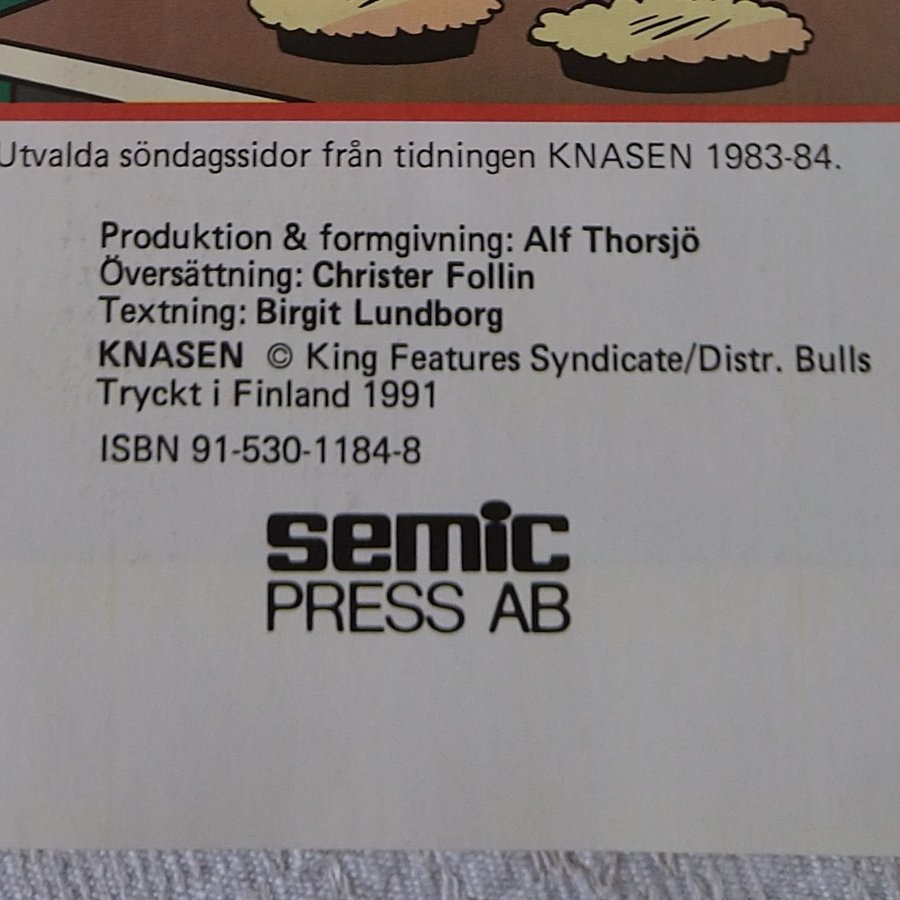 Utvalda söndagssidor från tidningen KNASEN 1983-84.
Produktion & formgivning: Alf Thorsjö
Översättning: Christer Follin
Textning: Birgit Lundborg
KNASEN © King Features Syndicate/Distr. Bulls
Tryckt i Finland 1991
ISBN 91-530-1184-8
semic
PRESS AB